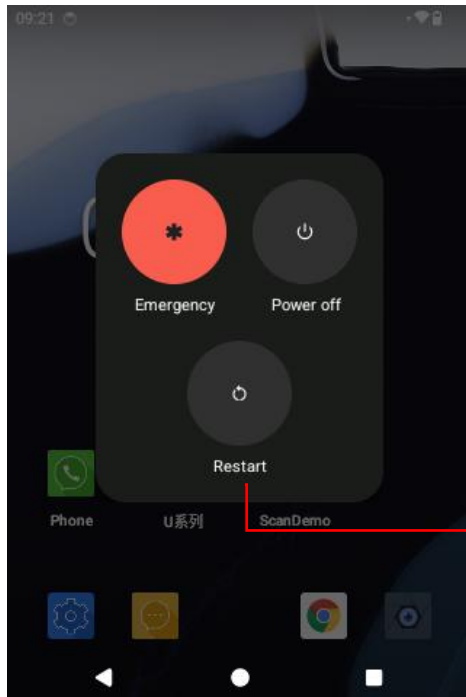 09:21
Emergency
Power off
Restart
Phone
U系列
ScanDemo